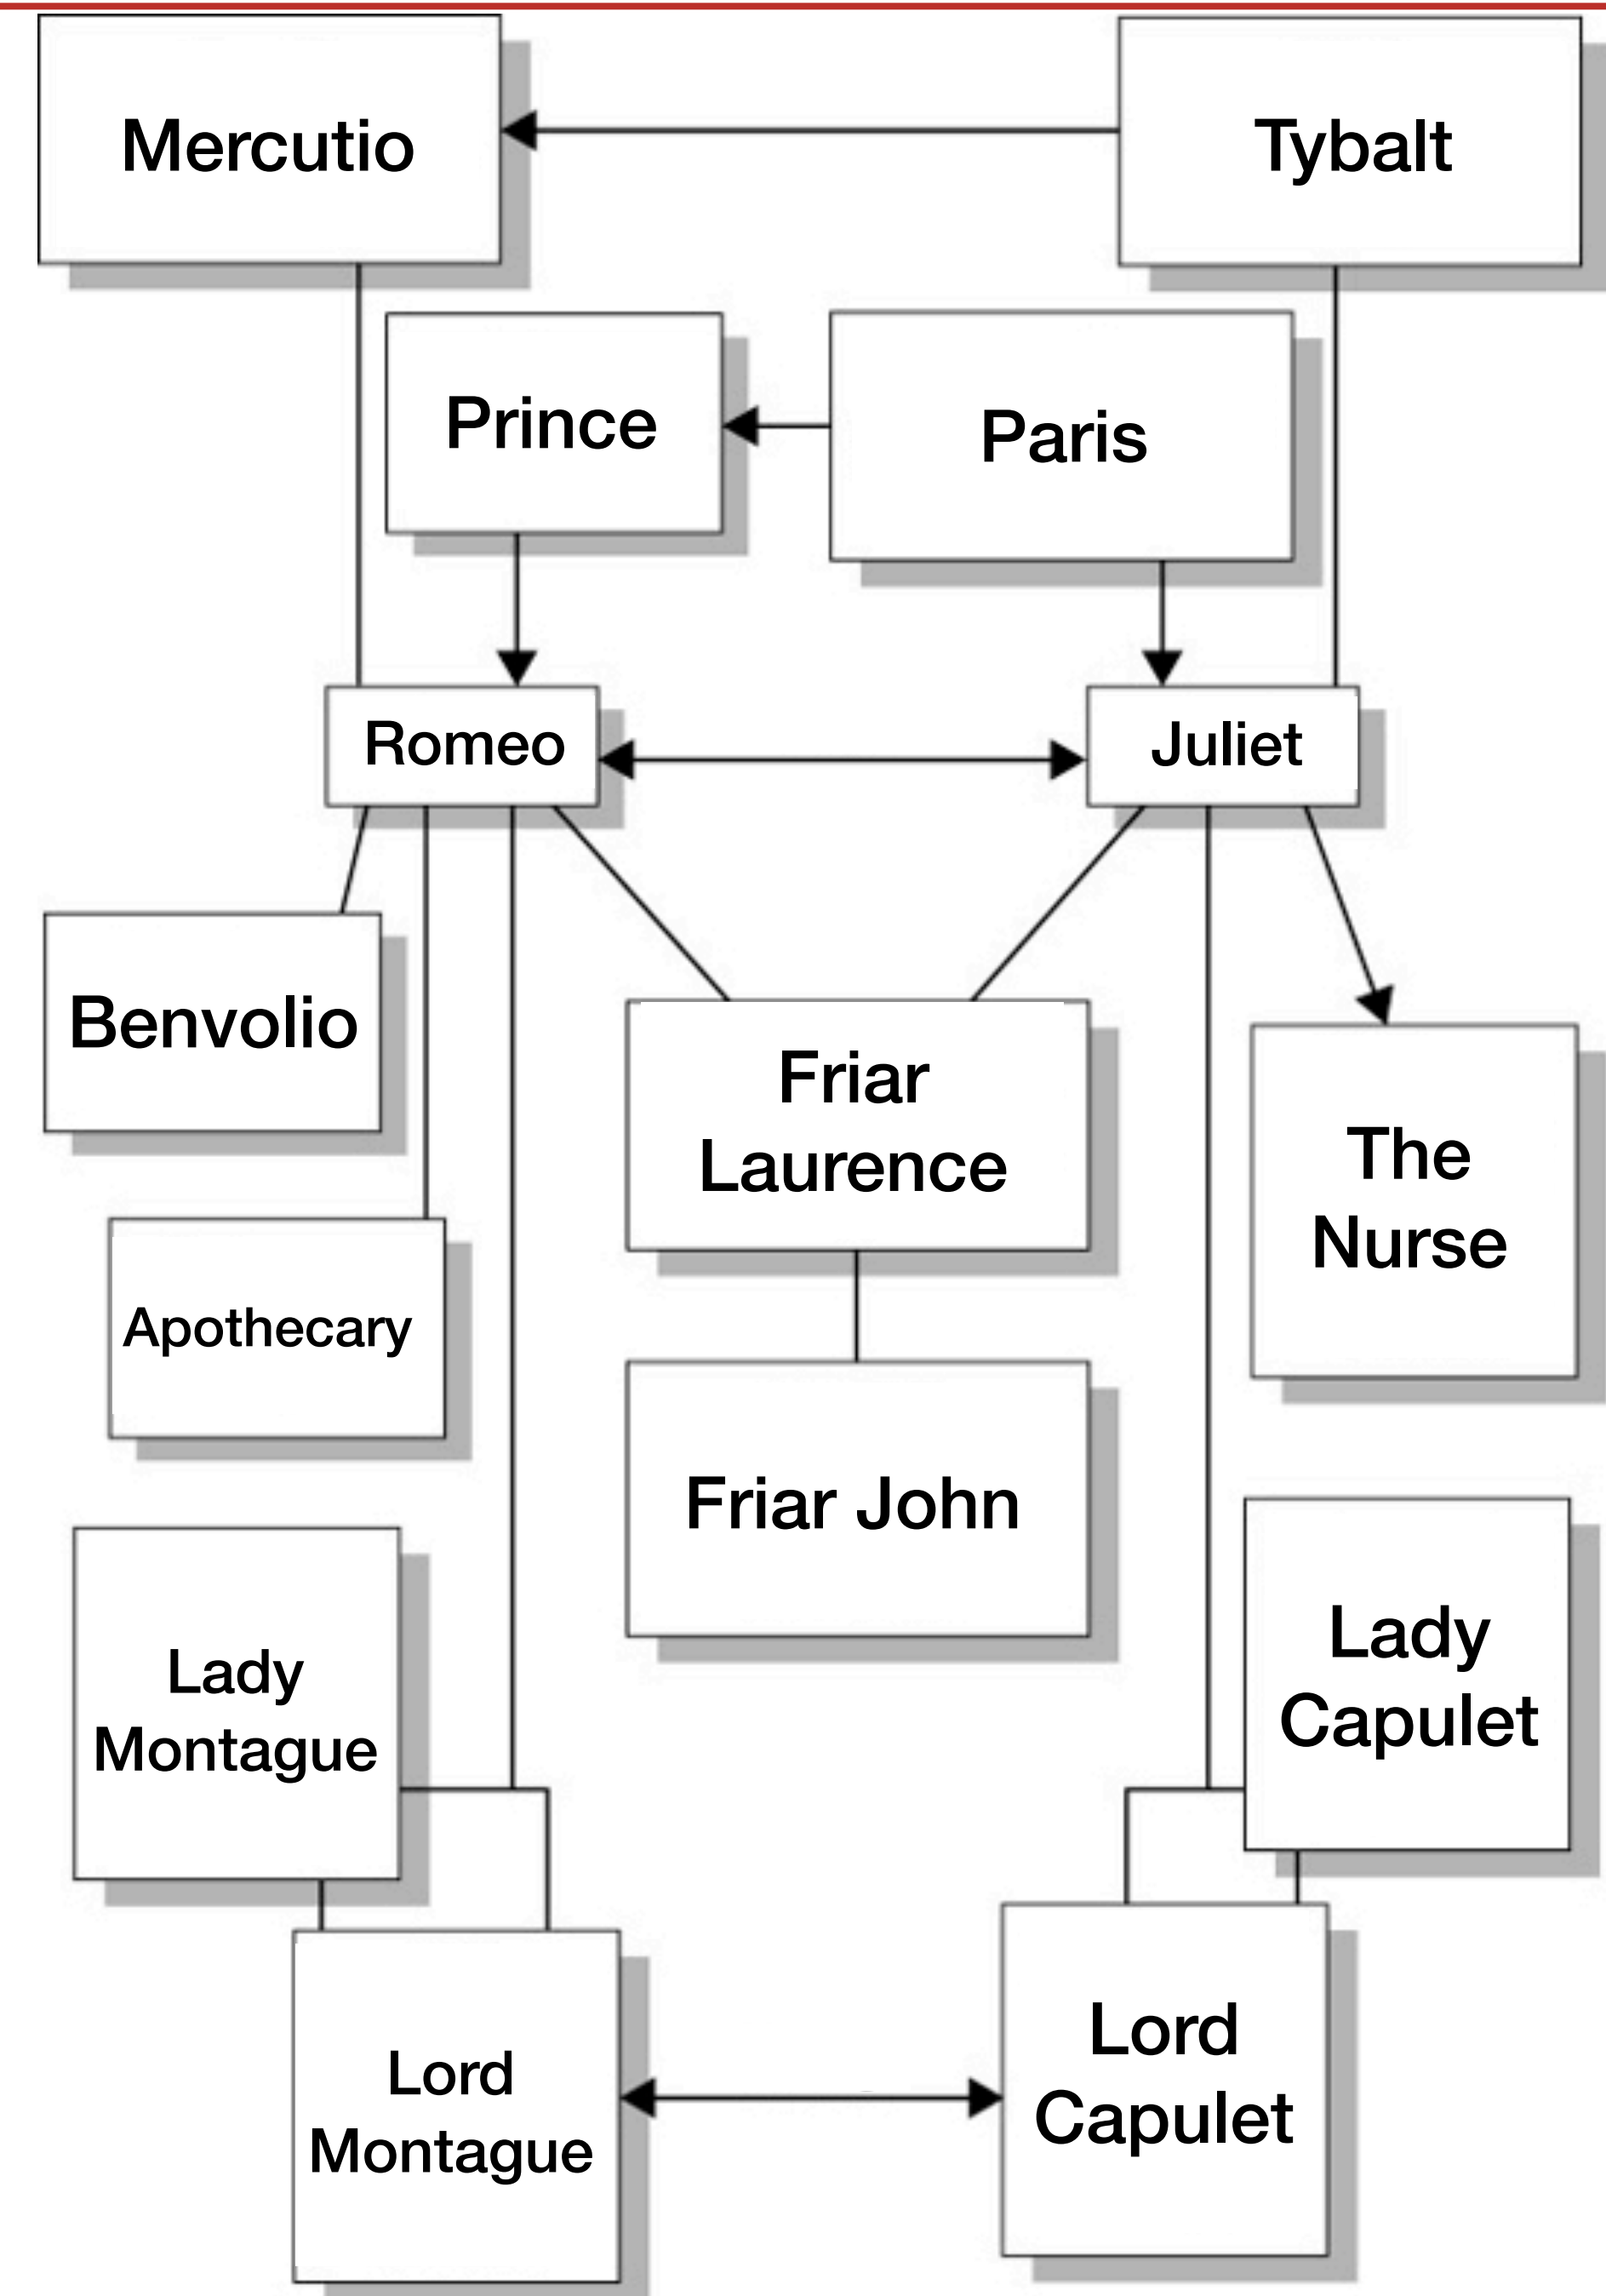 Mercutio
Tybalt
Prince
Paris
Romeo
Juliet
Benvolio
Friar
Laurence
The
Nurse
Apothecary
Friar John
Lady
Montague
Lady
Capulet
Lord
Montague
Lord
Capulet